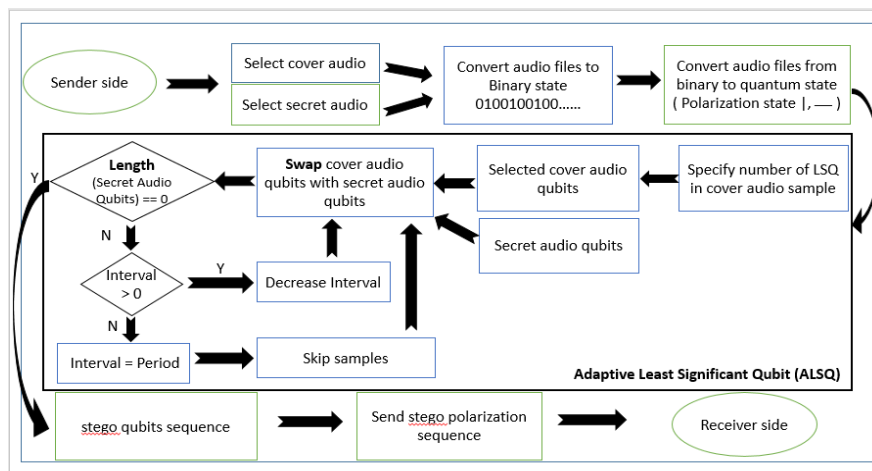 Sender side
Select cover audio
Select secret audio
Convert audio files to
Binary state
0100100100......
Convert audio files from
binary to quantum state
( Polarization state |, — )
Y
Length
(Secret Audio
Qubits) == 0
Swap cover audio
qubits with secret audio
qubits
Selected cover audio
qubits
Specify number of LSQ
in cover audio sample
Secret audio qubits
N
Interval
> 0
Y
Decrease Interval
N
Interval = Period
Skip samples
Adaptive Least Significant Qubit (ALSQ)
stego qubits sequence
Send stego polarization
sequence
Receiver side